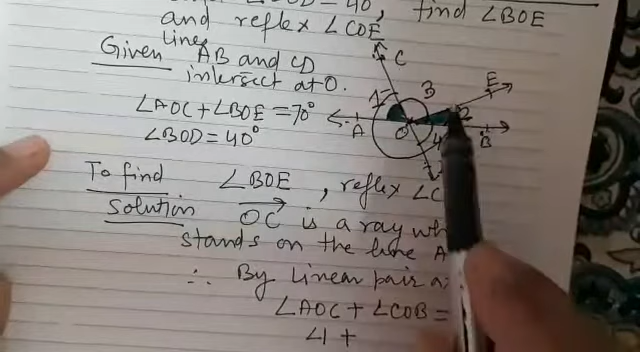 find ∠BOE
and reflex ∠COE
Given lines AB and CD
intersect at O.
∠AOC + ∠BOE = 70°
∠BOD = 40°
C
1
3
E
A
O
2
4
B
To find ∠BOE, reflex ∠C
Solution OC is a ray wh
stands on the line A
∴ By linear pair a
∠AOC + ∠COB =
∠1 +